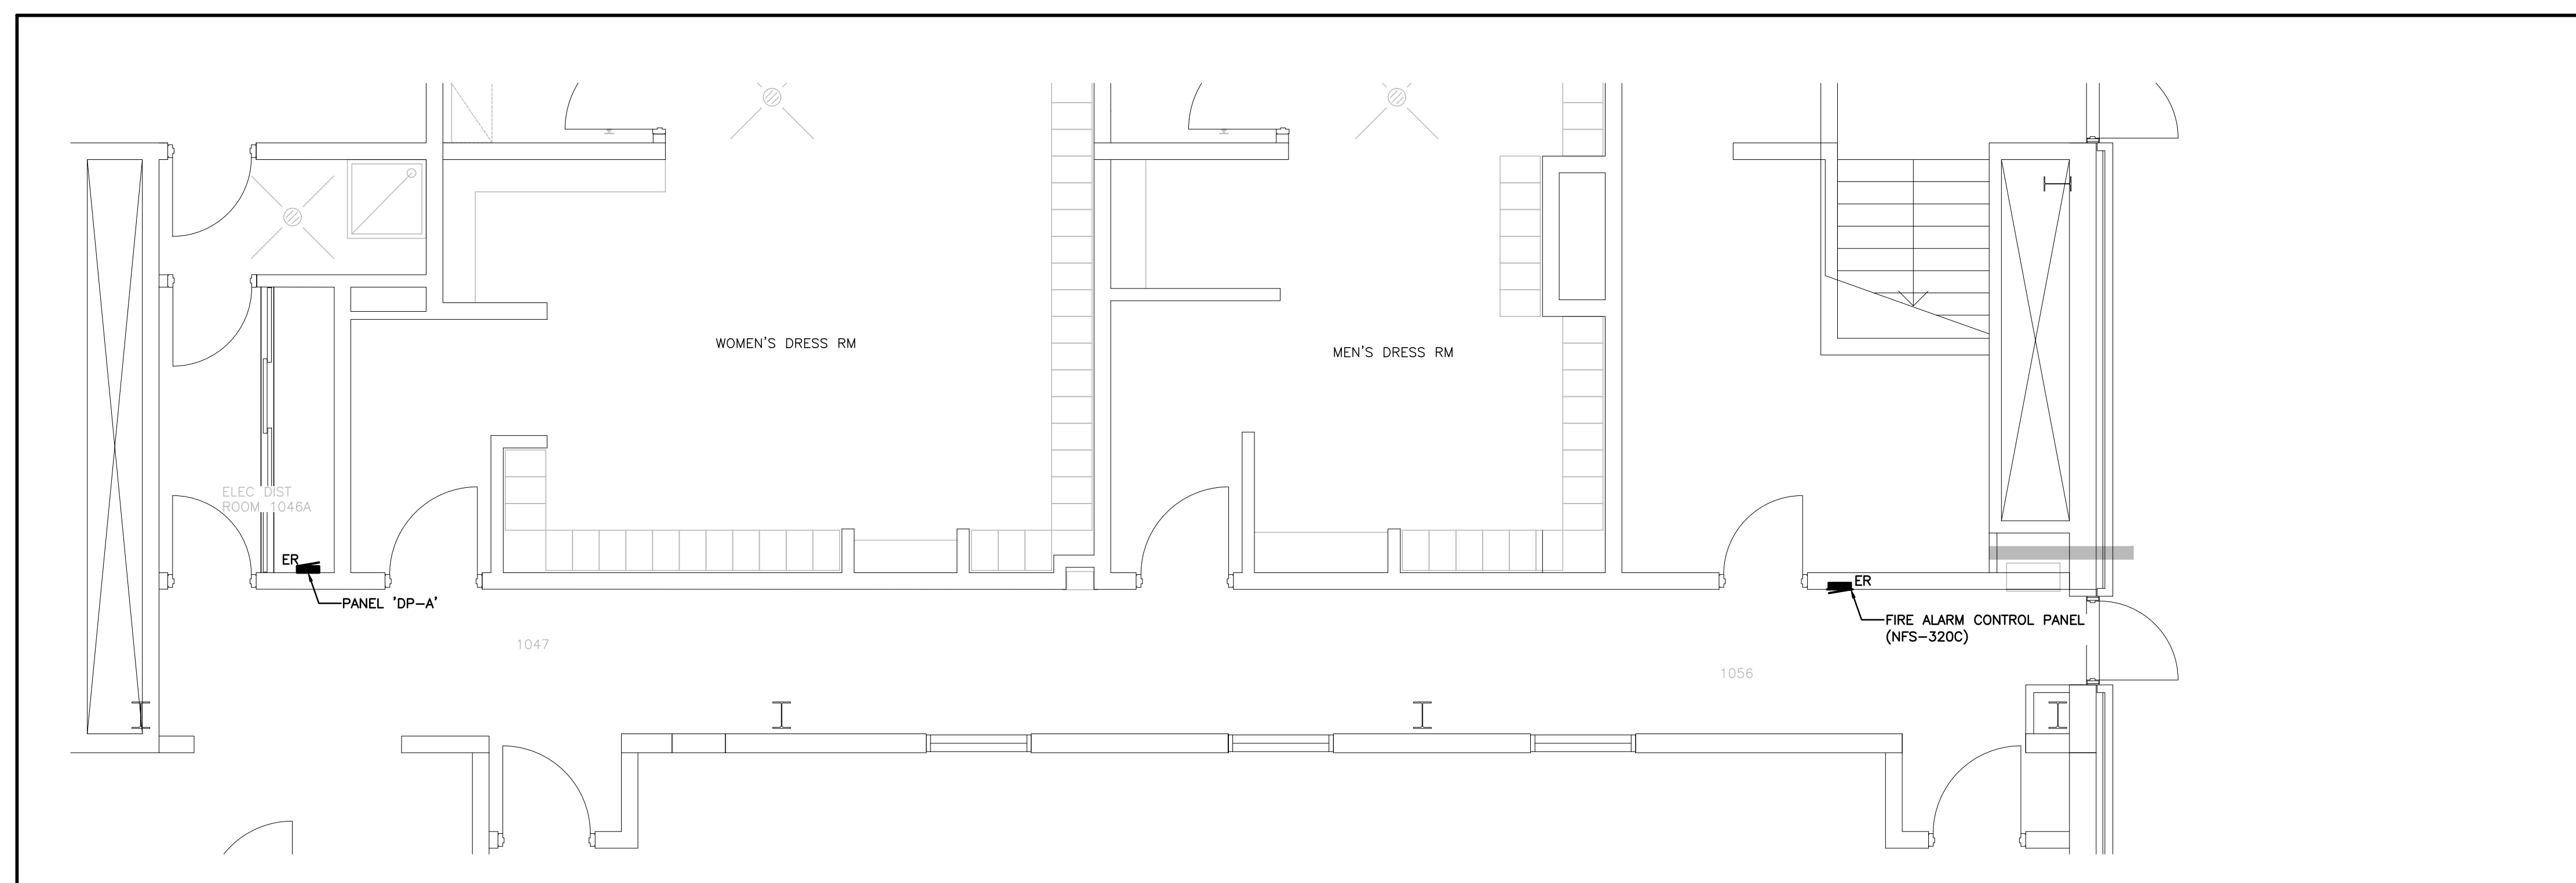 WOMEN'S DRESS RM
MEN'S DRESS RM
ELEC DIST
ROOM 1046A
ER
PANEL 'DP-A'
ER
FIRE ALARM CONTROL PANEL
(NFS-320C)
1047
1056